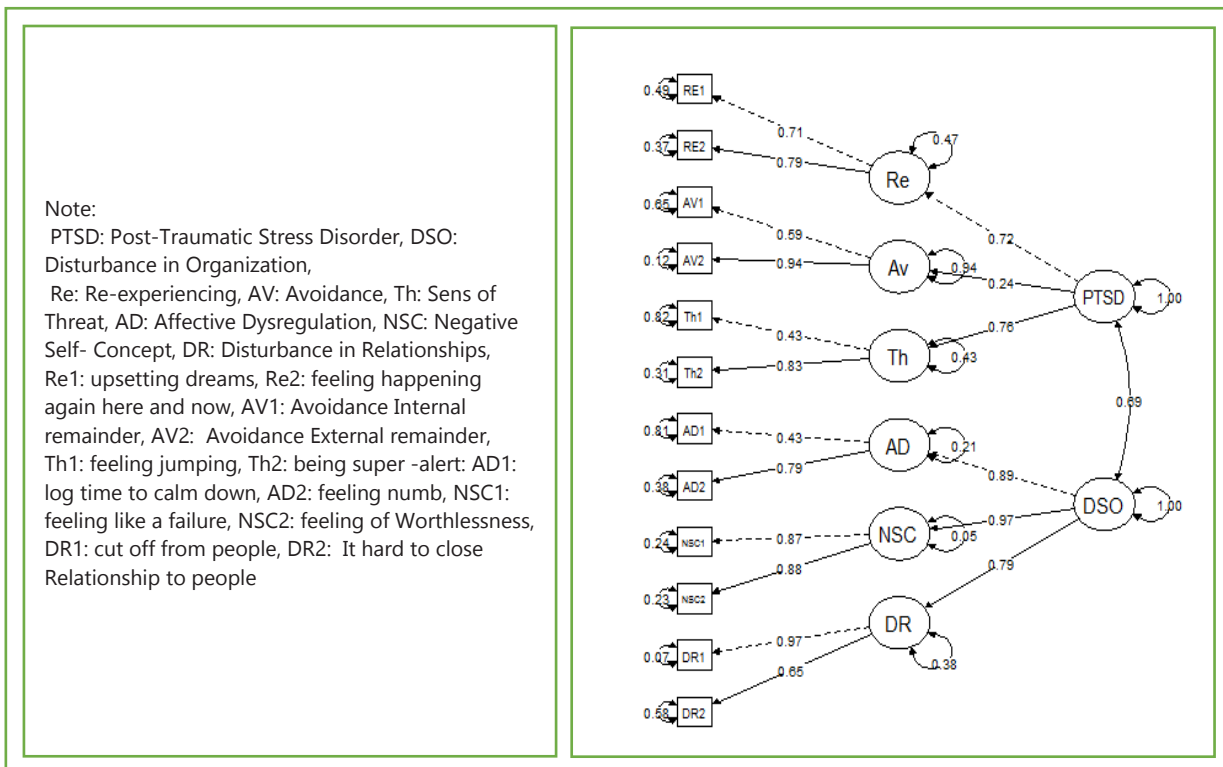 Note:
PTSD: Post-Traumatic Stress Disorder, DSO:
Disturbance in Organization,
Re: Re-experiencing, AV: Avoidance, Th: Sens of
Threat, AD: Affective Dysregulation, NSC: Negative
Self- Concept, DR: Disturbance in Relationships,
Re1: upsetting dreams, Re2: feeling happening
again here and now, AV1: Avoidance Internal
remainder, AV2: Avoidance External remainder,
Th1: feeling jumping, Th2: being super -alert: AD1:
log time to calm down, AD2: feeling numb, NSC1:
feeling like a failure, NSC2: feeling of Worthlessness,
DR1: cut off from people, DR2: It hard to close
Relationship to people
0.49 RE1
0.71
0.47
0.37 RE2
0.79
Re
0.65 AV1
0.59
0.72
0.12 AV2
0.94
Av
0.94
0.24
PTSD
1.00
0.82 Th1
0.43
0.76
Th
0.43
0.31 Th2
0.83
0.69
0.81 AD1
0.43
AD
0.21
0.38 AD2
0.79
0.89
DSO
1.00
0.24 NSC1
0.87
NSC
0.05
0.97
0.23 NSC2
0.88
0.79
DR
0.07 DR1
0.97
0.38
0.58 DR2
0.65